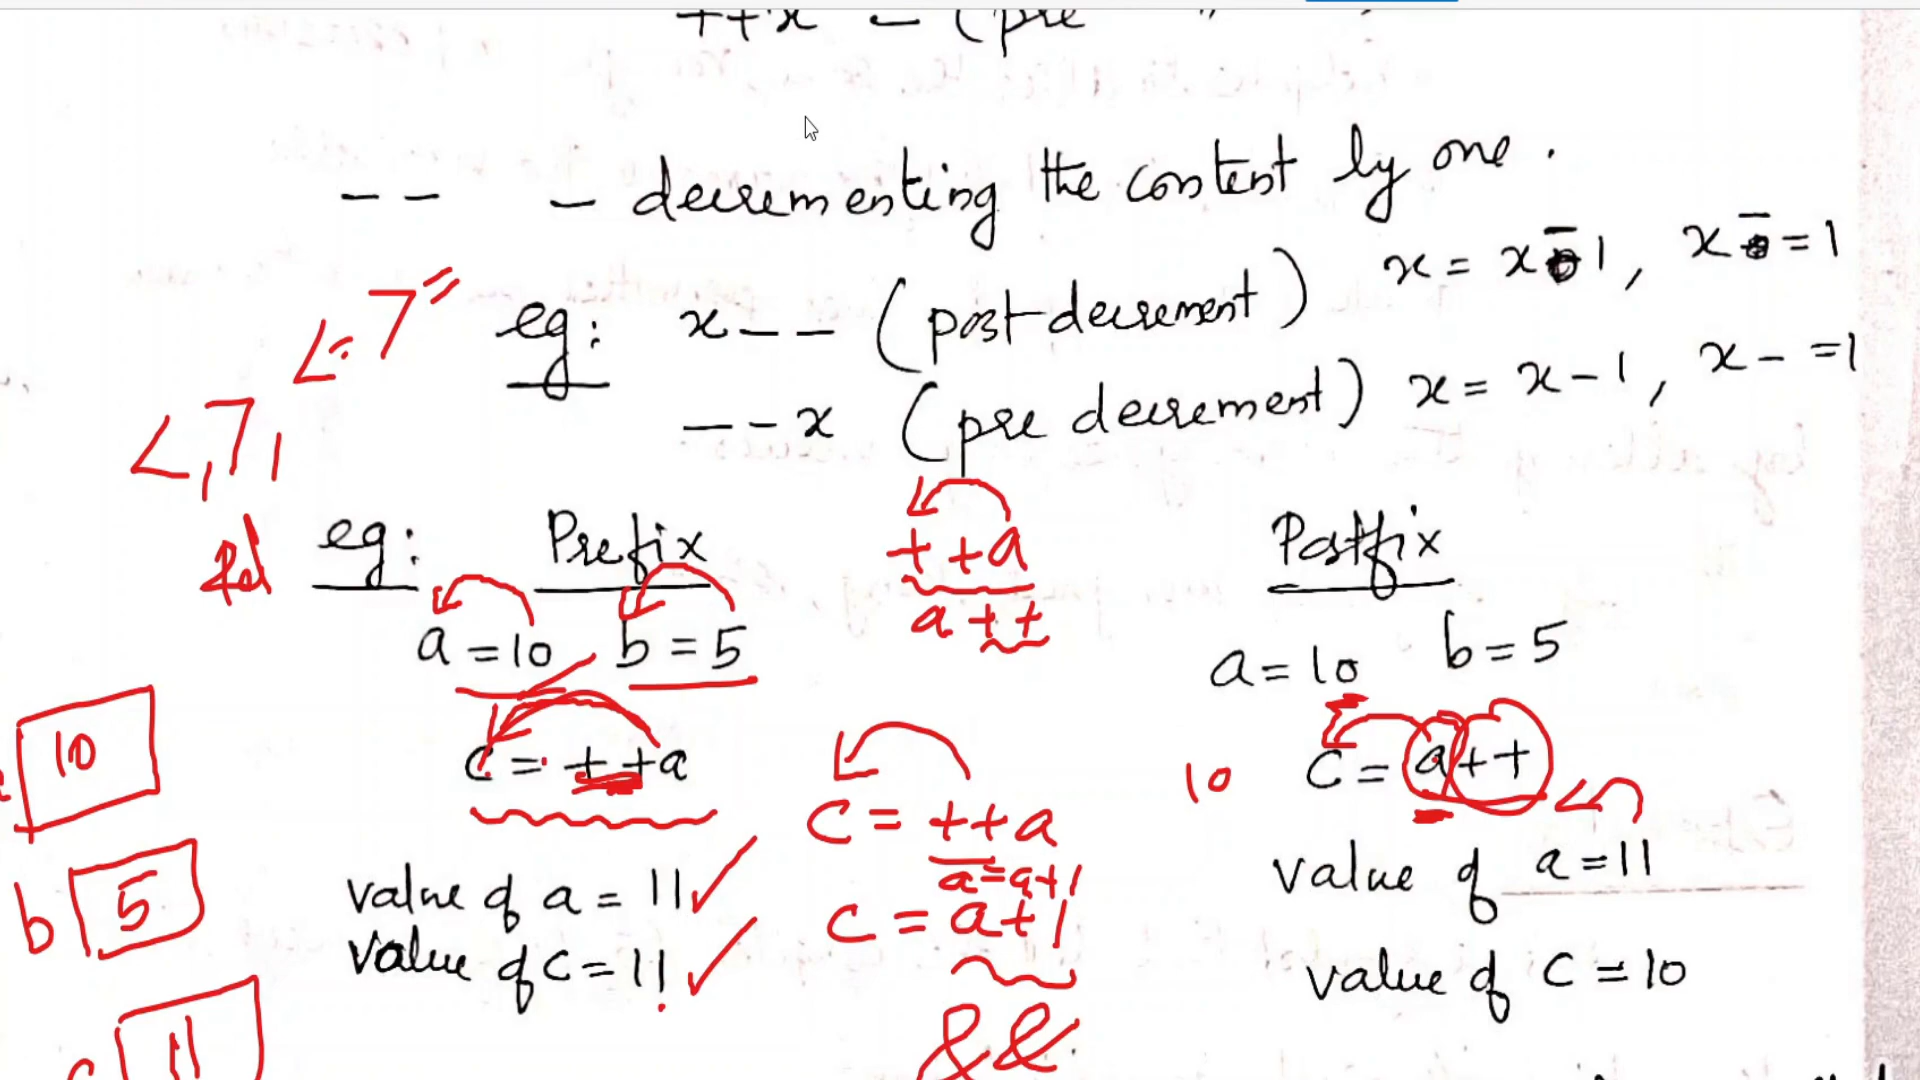 ++x - (pre "
-- - decrementing the content by one.
eg: x-- (post-decrement) x = x-1, x-=1
--x (pre decrement) x = x-1, x-=1
<=7=
<,7,
eg: Prefix
++a
a++
Postfix
a=10 b=5
a=10 b=5
c = ++a
10
b 5
11
c = ++a
a=a+1
c = a+1
&&
10
c = a++
value of a = 11
value of c = 11
value of a = 11
value of c = 10